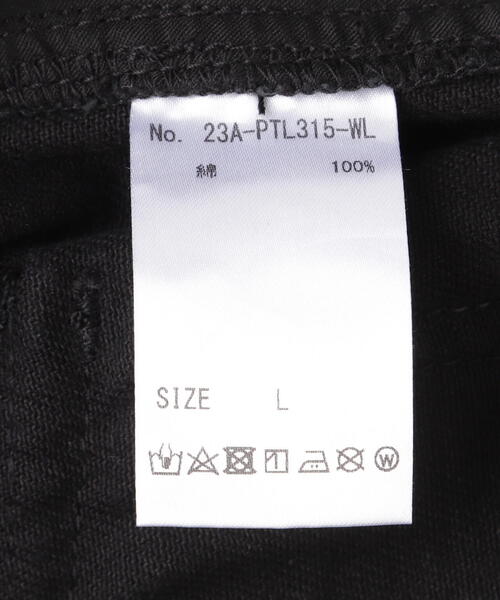 No. 23A-PTL315-WL
綿 100%
SIZE L
W